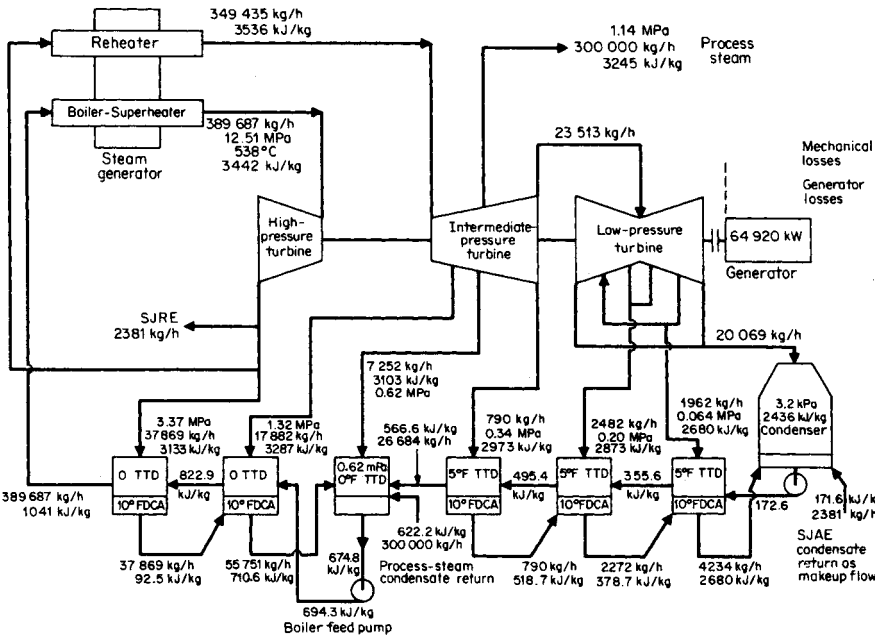 349 435 kg/h
3536 kJ/kg
Reheater
Boiler-Superheater
Steam
generator
389 687 kg/h
12.51 MPa
538°C
3442 kJ/kg
1.14 MPa
300 000 kg/h
3245 kJ/kg
Process
steam
23 513 kg/h
Mechanical
losses
Generator
losses
High-
pressure
turbine
Intermediate
pressure
turbine
Low-pressure
turbine
64 920 kW
Generator
SJRE
2381 kg/h
20 069 kg/h
7 252 kg/h
3103 kJ/kg
0.62 MPa
3.37 MPa
37 869 kg/h
3133 kJ/kg
1.32 MPa
17 882 kg/h
3287 kJ/kg
566.6 kJ/kg
26 684 kg/h
790 kg/h
0.34 MPa
2973 kJ/kg
2482 kg/h
0.20 MPa
2873 kJ/kg
1962 kg/h
0.064 MPa
2680 kJ/kg
3.2 kPa
2436 kJ/kg
Condenser
0 TTD
10°FDCA
822.9
kJ/kg
0 TTD
10°FDCA
0.62 mPa
0°F TTD
5°F TTD
10°FDCA
495.4
kJ/kg
5°F TTD
10°FDCA
355.6
kJ/kg
5°F TTD
10°FDCA
172.6
171.6 kJ/kg
2381 kg/h
SJAE
condensate
return as
makeup flow
389 687 kg/h
1041 kJ/kg
37 869 kg/h
92.5 kJ/kg
55 751 kg/h
710.6 kJ/kg
674.8
kJ/kg
622.2 kJ/kg
300 000 kg/h
Process-steam
condensate return
790 kg/h
518.7 kJ/kg
2272 kg/h
378.7 kJ/kg
4234 kg/h
2680 kJ/kg
694.3 kJ/kg
Boiler feed pump